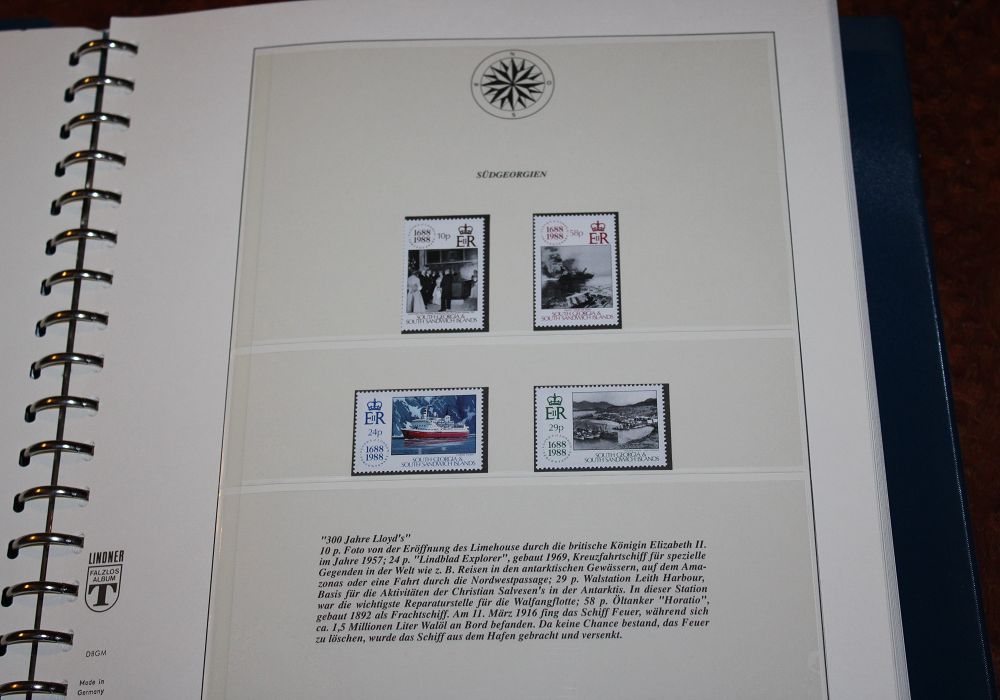 N
W O
S
SÜDGEORGIEN
1688
1988
10p
EIIR
SOUTH GEORGIA &
SOUTH SANDWICH ISLANDS
1688
1988
58p
EIIR
SOUTH GEORGIA &
SOUTH SANDWICH ISLANDS
EIIR
24p
1688
1988
SOUTH GEORGIA &
SOUTH SANDWICH ISLANDS
EIIR
29p
1688
1988
SOUTH GEORGIA &
SOUTH SANDWICH ISLANDS
"300 Jahre Lloyd's"
10 p. Foto von der Eröffnung des Limehouse durch die britische Königin Elizabeth II.
im Jahre 1957; 24 p. "Lindblad Explorer", gebaut 1969, Kreuzfahrtschiff für spezielle
Gegenden in der Welt wie z. B. Reisen in den antarktischen Gewässern, auf dem Ama-
zonas oder eine Fahrt durch die Nordwestpassage; 29 p. Walstation Leith Harbour,
Basis für die Aktivitäten der Christian Salvesen's in der Antarktis. In dieser Station
war die wichtigste Reparaturstelle für die Walfangflotte; 58 p. Öltanker "Horatio",
gebaut 1892 als Frachtschiff. Am 11. März 1916 fing das Schiff Feuer, während sich
ca. 1,5 Millionen Liter Walöl an Bord befanden. Da keine Chance bestand, das Feuer
zu löschen, wurde das Schiff aus dem Hafen gebracht und versenkt.
LINDNER
FALZLOS
ALBUM
T
DBGM
Made in
Germany